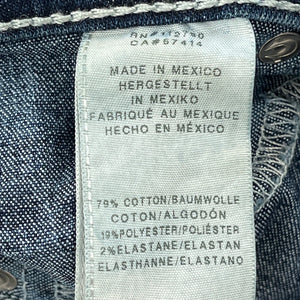 RN#112790
CA#57414
MADE IN MEXICO
HERGESTELLT
IN MEXIKO
FABRIQUÉ AU MEXIQUE
HECHO EN MÉXICO
79% COTTON/BAUMWOLLE
COTON/ALGODÓN
19%POLYESTER/POLIÉSTER
2%ELASTANE/ELASTAN
ELASTHANNE/ELASTANO